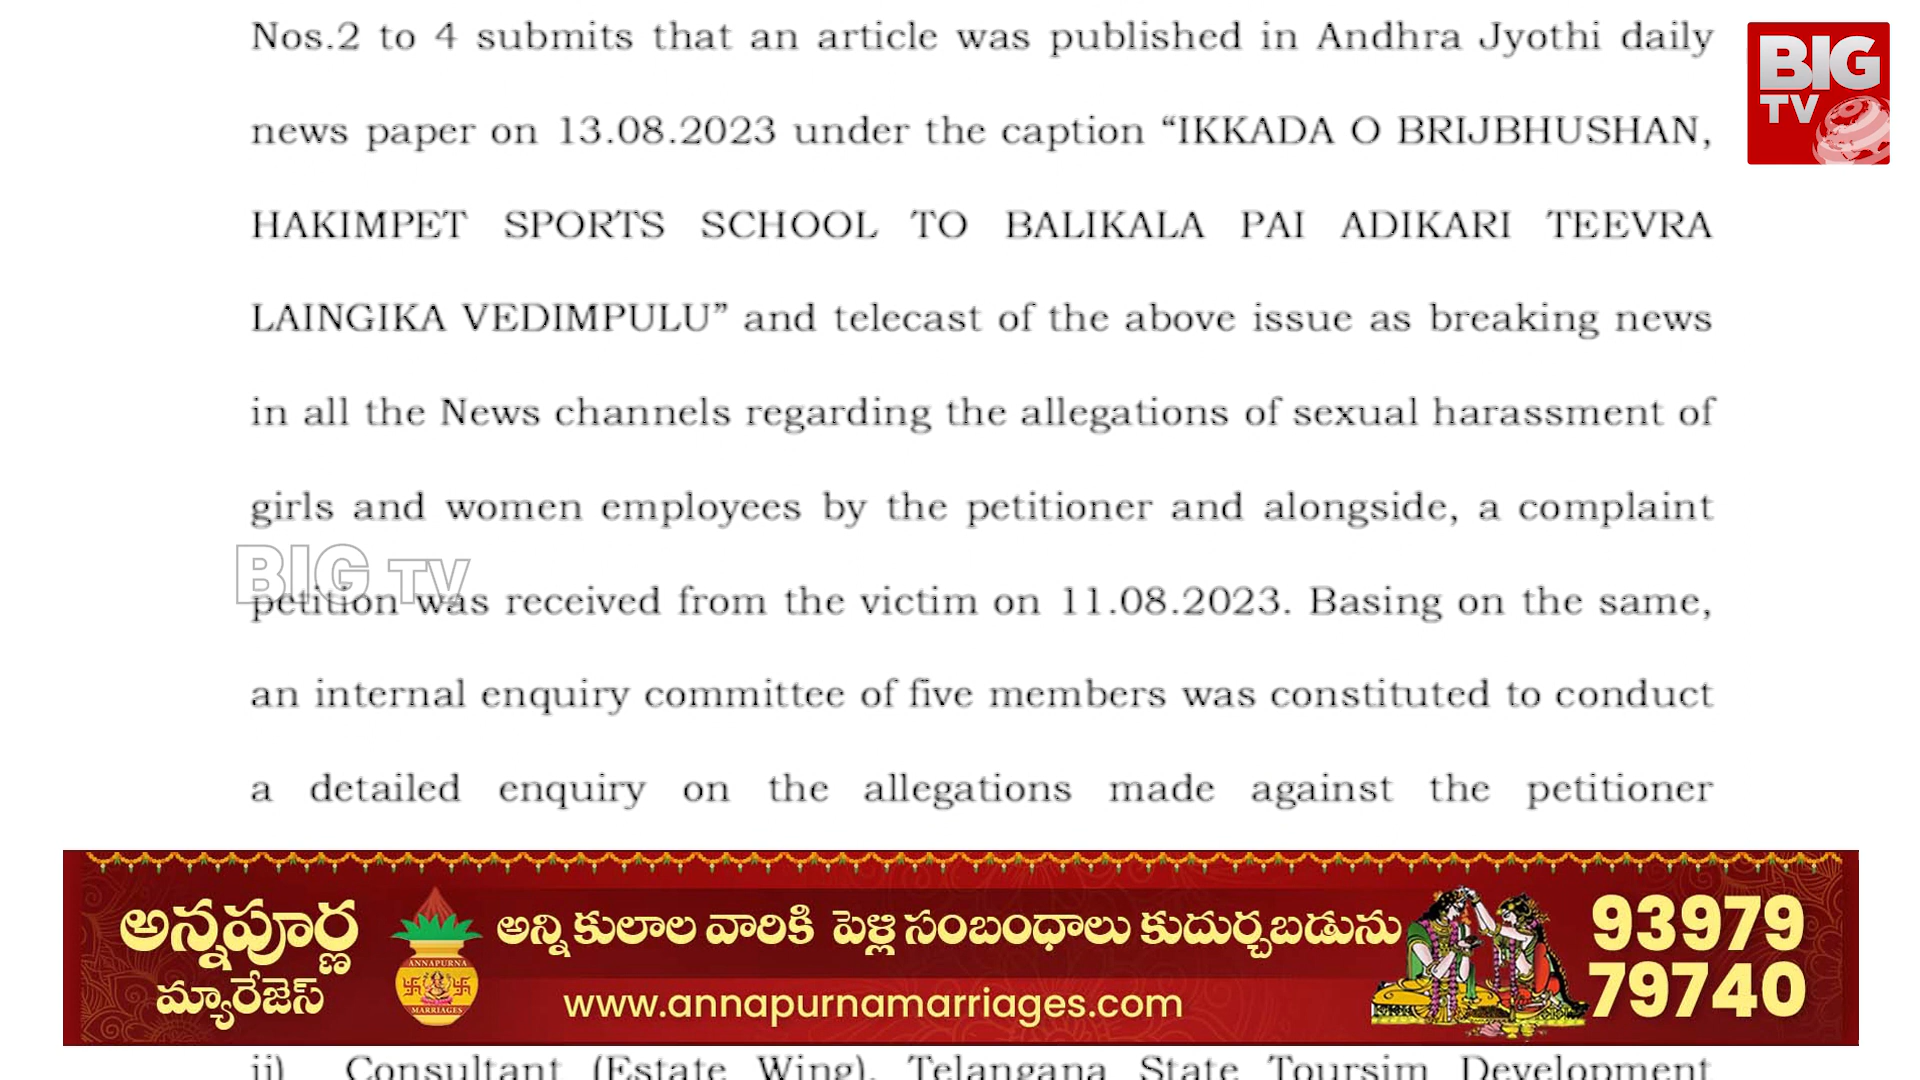 Nos.2 to 4 submits that an article was published in Andhra Jyothi daily
news paper on 13.08.2023 under the caption “IKKADA O BRIJBHUSHAN,
HAKIMPET SPORTS SCHOOL TO BALIKALA PAI ADIKARI TEEVRA
LAINGIKA VEDIMPULU” and telecast of the above issue as breaking news
in all the News channels regarding the allegations of sexual harassment of
girls and women employees by the petitioner and alongside, a complaint
petition was received from the victim on 11.08.2023. Basing on the same,
an internal enquiry committee of five members was constituted to conduct
a detailed enquiry on the allegations made against the petitioner
BIG
TV
BIG TV
అన్నపూర్ణ
మ్యారేజెస్
ANNAPURNA
MARRIAGES
అన్ని కులాల వారికి పెళ్లి సంబంధాలు కుదుర్చబడును
www.annapurnamarriages.com
93979
79740
ii) Consultant (Estate Wing), Telangana State Toursim Development